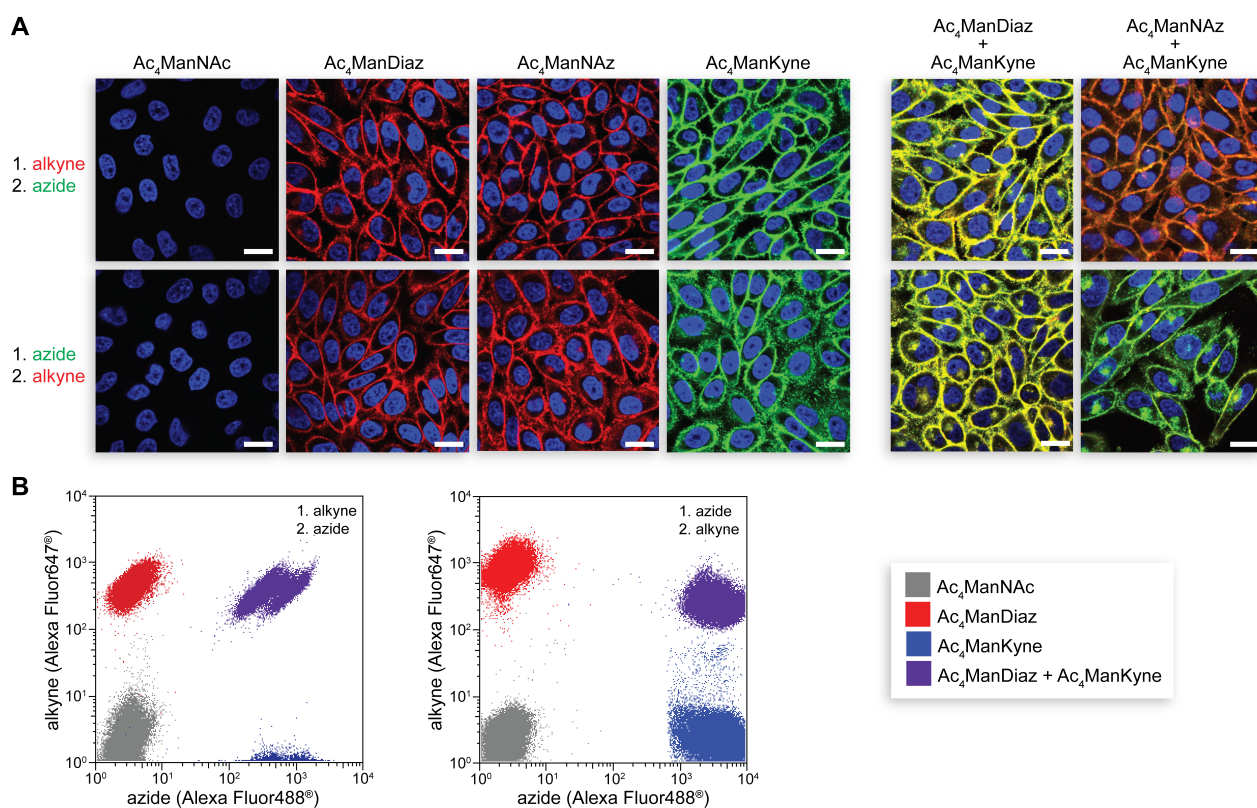 A
Ac4ManNAc
Ac4ManDiaz
Ac4ManNAz
Ac4ManKyne
Ac4ManDiaz
+
Ac4ManKyne
Ac4ManNAz
+
Ac4ManKyne
1. alkyne
2. azide
1. azide
2. alkyne
B
10^4
10^3
10^2
10^1
10^0
alkyne (Alexa Fluor647®)
1. alkyne
2. azide
10^0
10^1
10^2
10^3
10^4
azide (Alexa Fluor488®)
10^4
10^3
10^2
10^1
10^0
alkyne (Alexa Fluor647®)
1. azide
2. alkyne
10^0
10^1
10^2
10^3
10^4
azide (Alexa Fluor488®)
Ac4ManNAc
Ac4ManDiaz
Ac4ManKyne
Ac4ManDiaz + Ac4ManKyne